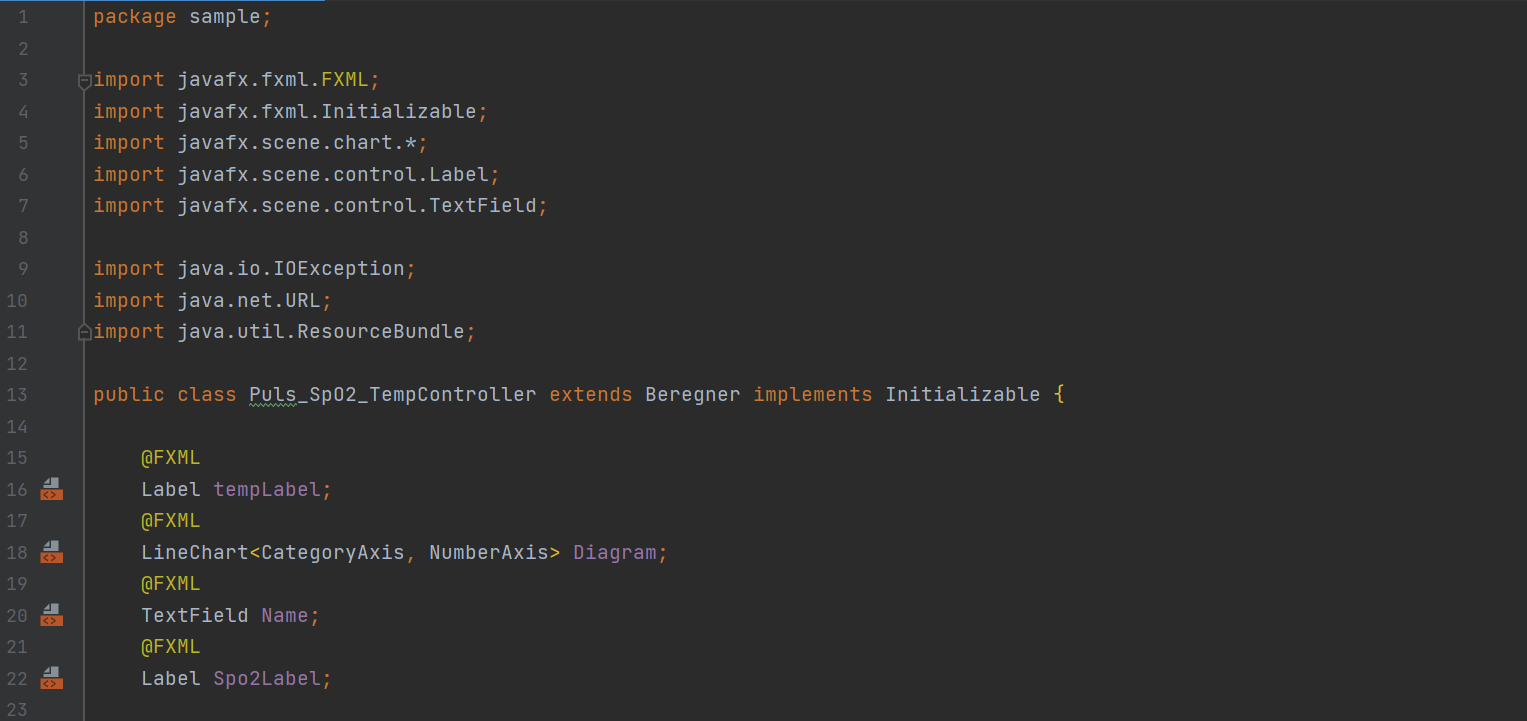 1 package sample;
2
3 import javafx.fxml.FXML;
4 import javafx.fxml.Initializable;
5 import javafx.scene.chart.*;
6 import javafx.scene.control.Label;
7 import javafx.scene.control.TextField;
8
9 import java.io.IOException;
10 import java.net.URL;
11 import java.util.ResourceBundle;
12
13 public class Puls_SpO2_TempController extends Beregner implements Initializable {
14
15     @FXML
16     Label tempLabel;
17     @FXML
18     LineChart<CategoryAxis, NumberAxis> Diagram;
19     @FXML
20     TextField Name;
21     @FXML
22     Label Spo2Label;
23